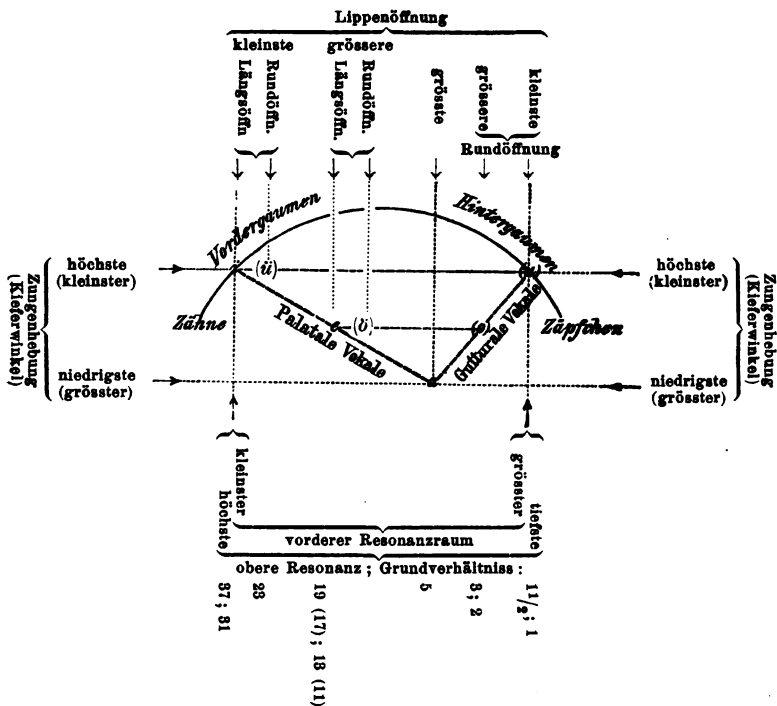 Lippenöffnung
kleinste
grössere
Längsöffn.
Rundöffn.
Längsöffn.
Rundöffn.
grösste
grössere
kleinste
Rundöffnung
Vordergaumen
Hintergaumen
höchste
(kleinster)
(ü)
höchste
(kleinster)
Zungenhebung
(Kieferwinkel)
Zungenhebung
(Kieferwinkel)
Zähne
Palatale Vokale
Gutturale Vokale
Zäpfchen
niedrigste
(grösster)
niedrigste
(grösster)
kleinster
höchste
grösster
tiefste
vorderer Resonanzraum
obere Resonanz; Grundverhältniss:
37; 31
23
19 (17); 13 (11)
5
3; 2
1 1/2; 1